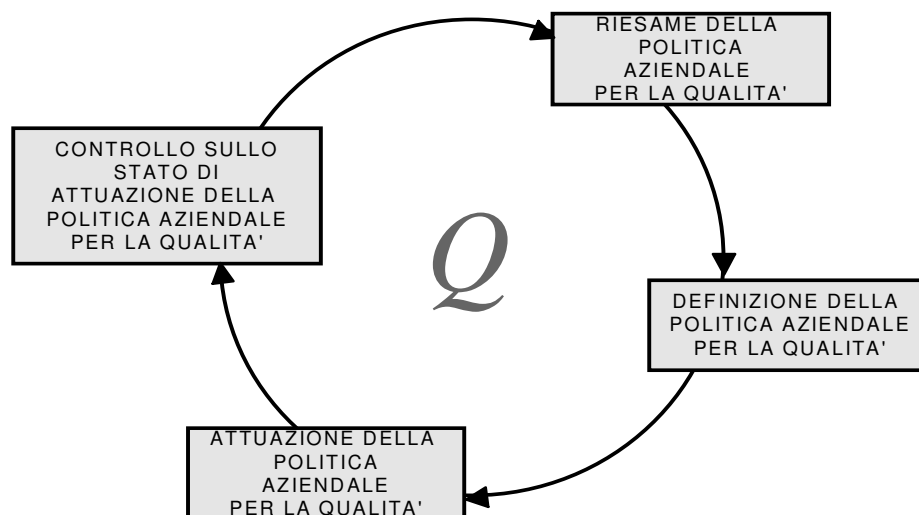 RIESAME DELLA
POLITICA
AZIENDALE
PER LA QUALITA'
CONTROLLO SULLO
STATO DI
ATTUAZIONE DELLA
POLITICA AZIENDALE
PER LA QUALITA'
Q
DEFINIZIONE DELLA
POLITICA AZIENDALE
PER LA QUALITA'
ATTUAZIONE DELLA
POLITICA
AZIENDALE
PER LA QUALITA'